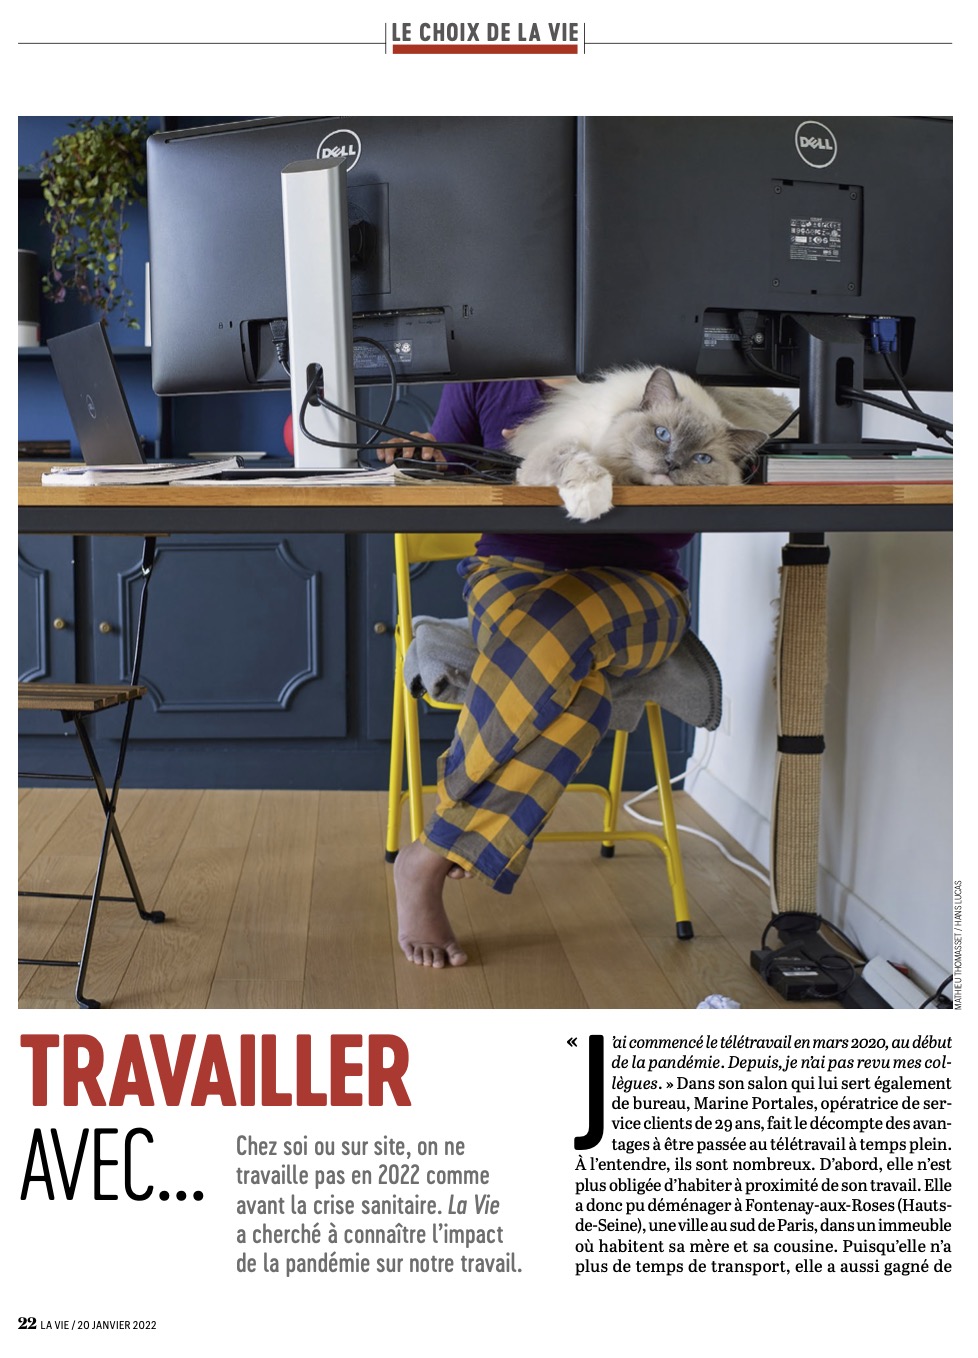 LE CHOIX DE LA VIE
DELL
DELL
MATHIEU THOMASSET / HANS LUCAS
TRAVAILLER
AVEC...
Chez soi ou sur site, on ne
travaille pas en 2022 comme
avant la crise sanitaire. La Vie
a cherché à connaître l’impact
de la pandémie sur notre travail.
« J’ai commencé le télétravail en mars 2020, au début
de la pandémie. Depuis, je n’ai pas revu mes col-
lègues. » Dans son salon qui lui sert également
de bureau, Marine Portales, opératrice de ser-
vice clients de 29 ans, fait le décompte des avan-
tages à être passée au télétravail à temps plein.
À l’entendre, ils sont nombreux. D’abord, elle n’est
plus obligée d’habiter à proximité de son travail. Elle
a donc pu déménager à Fontenay-aux-Roses (Hauts-
de-Seine), une ville au sud de Paris, dans un immeuble
où habitent sa mère et sa cousine. Puisqu’elle n’a
plus de temps de transport, elle a aussi gagné de
22 LA VIE / 20 JANVIER 2022